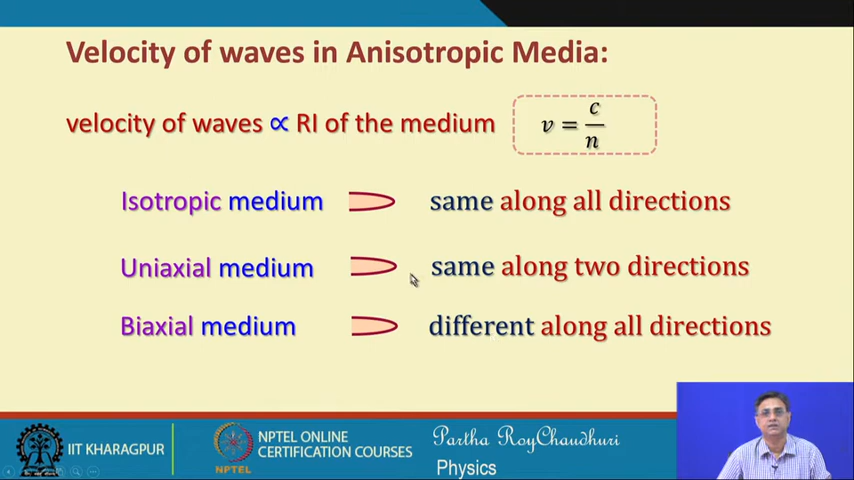 Velocity of waves in Anisotropic Media:
velocity of waves ∝ RI of the medium
v = c/n
Isotropic medium same along all directions
Uniaxial medium same along two directions
Biaxial medium different along all directions
IIT KHARAGPUR
NPTEL
NPTEL ONLINE
CERTIFICATION COURSES
Partha RoyChaudhuri
Physics